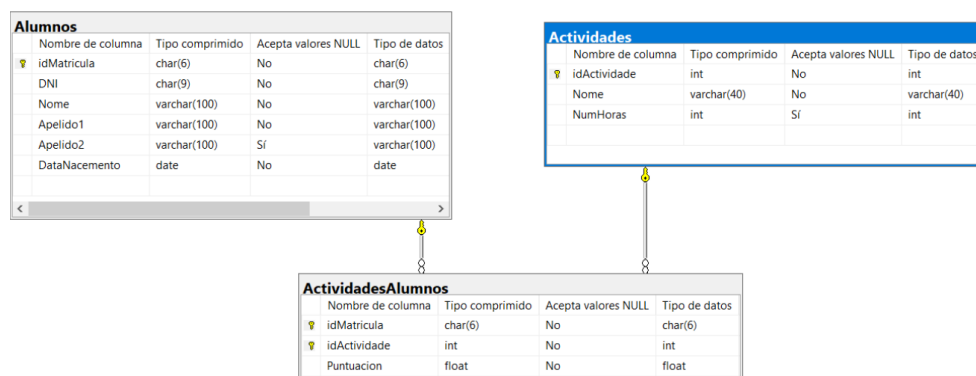 Alumnos
Nombre de columna Tipo comprimido Acepta valores NULL Tipo de datos
idMatricula char(6) No char(6)
DNI char(9) No char(9)
Nome varchar(100) No varchar(100)
Apelido1 varchar(100) No varchar(100)
Apelido2 varchar(100) Sí varchar(100)
DataNacemento date No date
Actividades
Nombre de columna Tipo comprimido Acepta valores NULL Tipo de datos
idActividade int No int
Nome varchar(40) No varchar(40)
NumHoras int Sí int
ActividadesAlumnos
Nombre de columna Tipo comprimido Acepta valores NULL Tipo de datos
idMatricula char(6) No char(6)
idActividade int No int
Puntuacion float No float